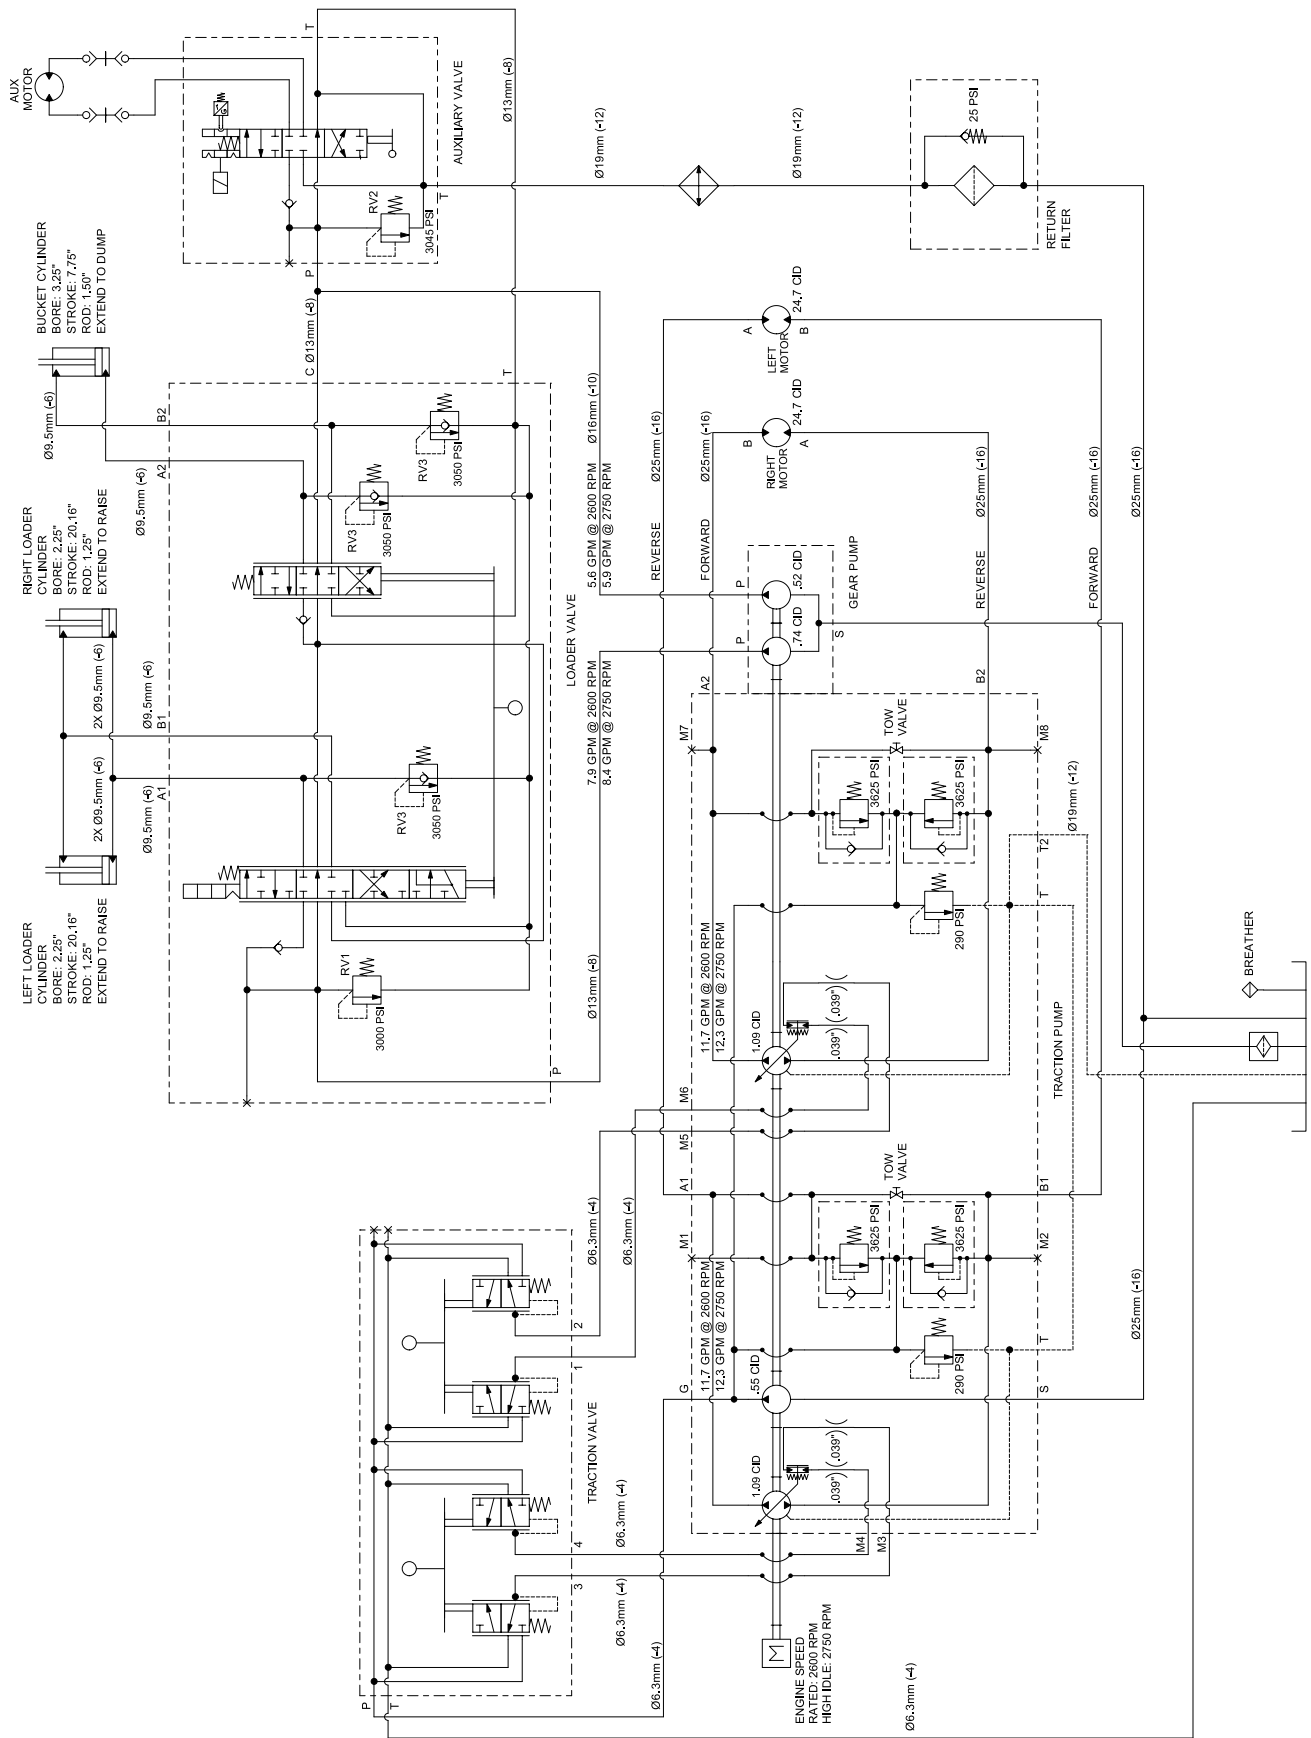 LEFT LOADER
CYLINDER
BORE: 2.25"
STROKE: 20.16"
ROD: 1.25"
EXTEND TO RAISE
RIGHT LOADER
CYLINDER
BORE: 2.25"
STROKE: 20.16"
ROD: 1.25"
EXTEND TO RAISE
BUCKET CYLINDER
BORE: 3.25"
STROKE: 7.75"
ROD: 1.50"
EXTEND TO DUMP
AUX
MOTOR
2X Ø9.5mm (-6)
2X Ø9.5mm (-6)
Ø9.5mm (-6)
A1
Ø9.5mm (-6)
B1
Ø9.5mm (-6)
A2
Ø9.5mm (-6)
B2
RV1
3000 PSI
RV3
3050 PSI
RV3
3050 PSI
RV3
3050 PSI
C
Ø13mm (-8)
P
T
P
LOADER VALVE
RV2
3045 PSI
T
T
AUXILIARY VALVE
Ø13mm (-8)
Ø19mm (-12)
Ø19mm (-12)
25 PSI
RETURN
FILTER
P
T
3
4
1
2
TRACTION VALVE
Ø6.3mm (-4)
Ø6.3mm (-4)
Ø6.3mm (-4)
Ø6.3mm (-4)
Ø6.3mm (-4)
Ø13mm (-8)
7.9 GPM @ 2600 RPM
8.4 GPM @ 2750 RPM
5.6 GPM @ 2600 RPM
5.9 GPM @ 2750 RPM
Ø16mm (-10)
REVERSE
Ø25mm (-16)
FORWARD
Ø25mm (-16)
G
M1
A1
M5
M6
M7
A2
11.7 GPM @ 2600 RPM
12.3 GPM @ 2750 RPM
11.7 GPM @ 2600 RPM
12.3 GPM @ 2750 RPM
P
P
.74 CID
.52 CID
S
GEAR PUMP
B
RIGHT
MOTOR
24.7 CID
A
A
LEFT
MOTOR
24.7 CID
B
M
ENGINE SPEED
RATED: 2600 RPM
HIGH IDLE: 2750 RPM
1.09 CID
.55 CID
1.09 CID
.039"
.039"
.039"
.039"
M4
M3
290 PSI
3625 PSI
3625 PSI
TOW
VALVE
290 PSI
3625 PSI
3625 PSI
TOW
VALVE
S
T
M2
B1
T
T2
M8
B2
TRACTION PUMP
REVERSE
Ø25mm (-16)
FORWARD
Ø25mm (-16)
Ø25mm (-16)
Ø19mm (-12)
Ø25mm (-16)
Ø6.3mm (-4)
BREATHER